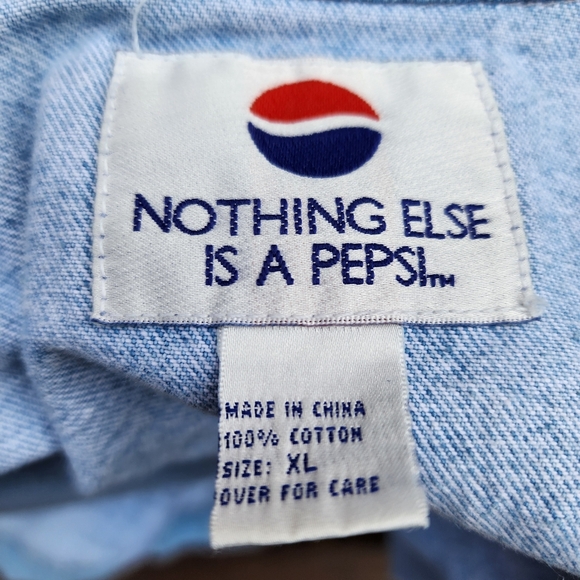 NOTHING ELSE
IS A PEPSI™
MADE IN CHINA
100% COTTON
SIZE: XL
OVER FOR CARE